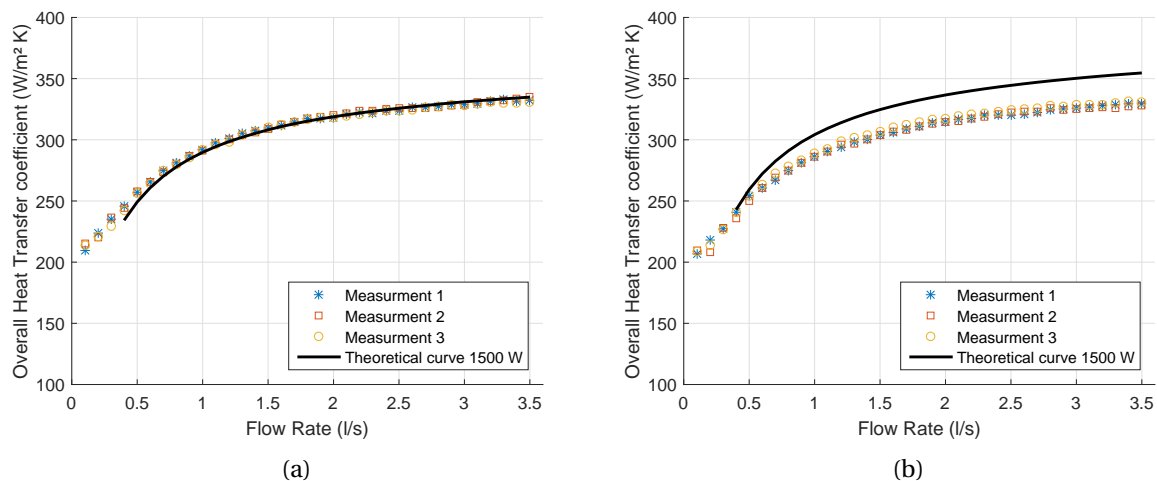 Overall Heat Transfer coefficient (W/m² K)
400
350
300
250
200
150
100
0
0.5
1
1.5
2
2.5
3
3.5
Flow Rate (l/s)
Measurment 1
Measurment 2
Measurment 3
Theoretical curve 1500 W
(a)
Overall Heat Transfer coefficient (W/m² K)
400
350
300
250
200
150
100
0
0.5
1
1.5
2
2.5
3
3.5
Flow Rate (l/s)
Measurment 1
Measurment 2
Measurment 3
Theoretical curve 1500 W
(b)